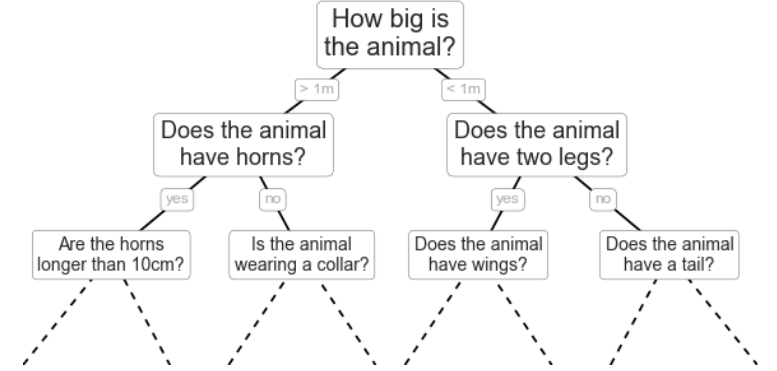 How big is
the animal?
> 1m
< 1m
Does the animal
have horns?
Does the animal
have two legs?
yes
no
yes
no
Are the horns
longer than 10cm?
Is the animal
wearing a collar?
Does the animal
have wings?
Does the animal
have a tail?